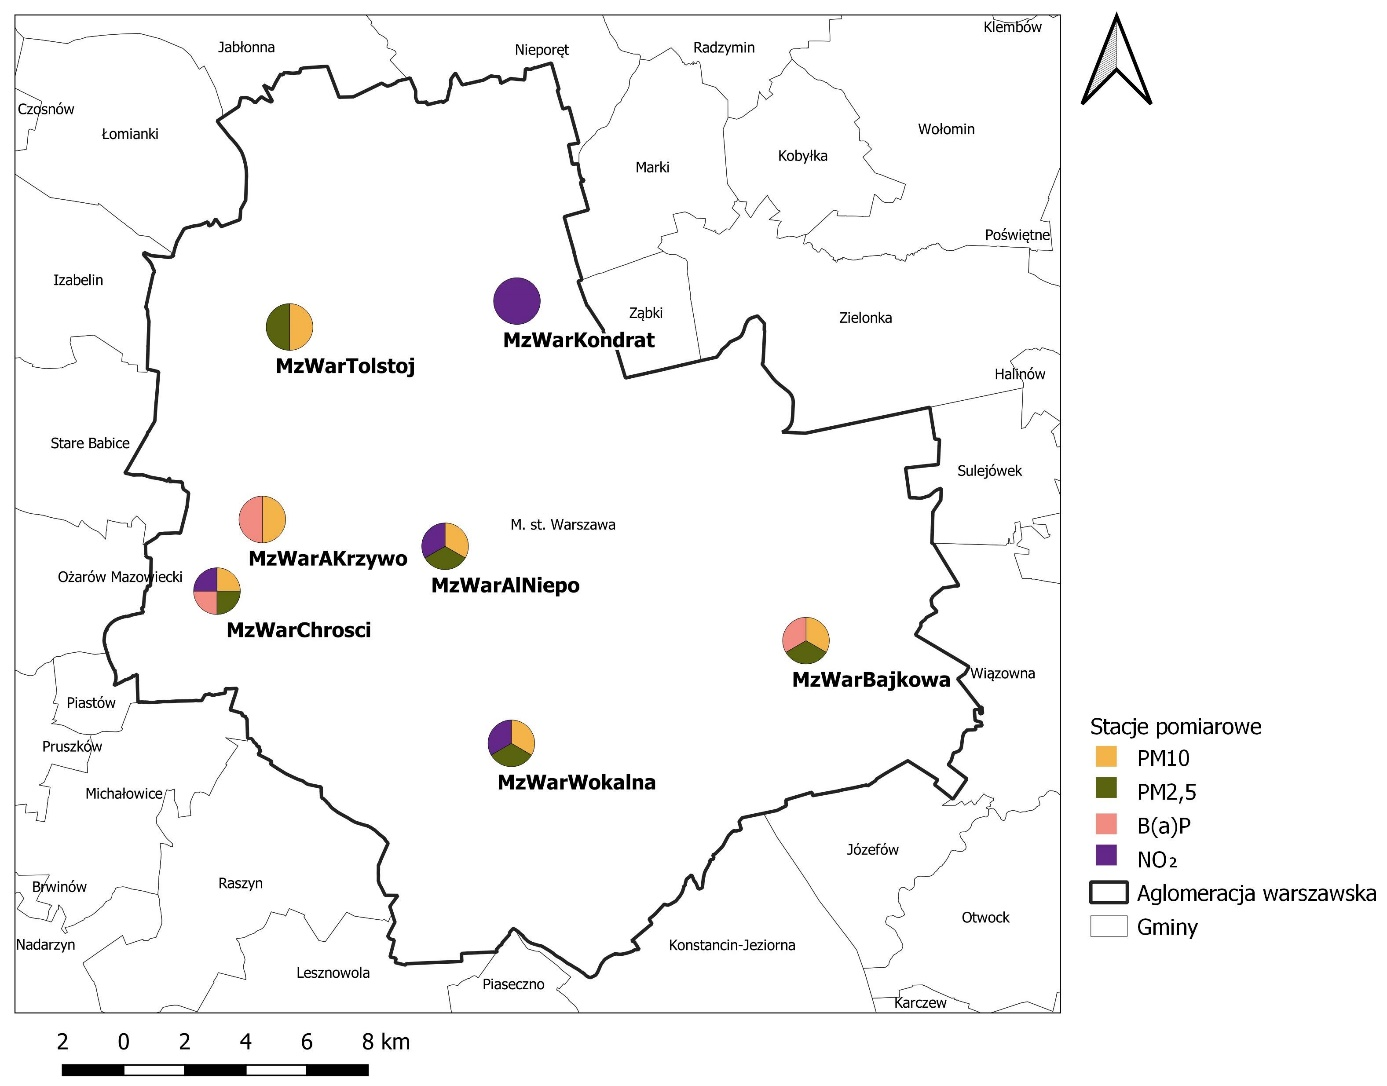 Klembów
Jabłonna
Nieporęt
Radzymin
Czosnów
Łomianki
Wołomin
Kobyłka
Marki
Poświętne
Izabelin
Ząbki
Zielonka
MzWarKondrat
MzWarTolstoj
Halinów
Stare Babice
Sulejówek
M. st. Warszawa
MzWarAKrzywo
Ożarów Mazowiecki
MzWarAlNiepo
MzWarChrosci
Wiązowna
MzWarBajkowa
Piastów
Pruszków
MzWarWokalna
Michałowice
Józefów
Raszyn
Brwinów
Otwock
Nadarzyn
Konstancin-Jeziorna
Lesznowola
Piaseczno
Karczew
Stacje pomiarowe
PM10
PM2,5
B(a)P
NO₂
Aglomeracja warszawska
Gminy
2 0 2 4 6 8 km